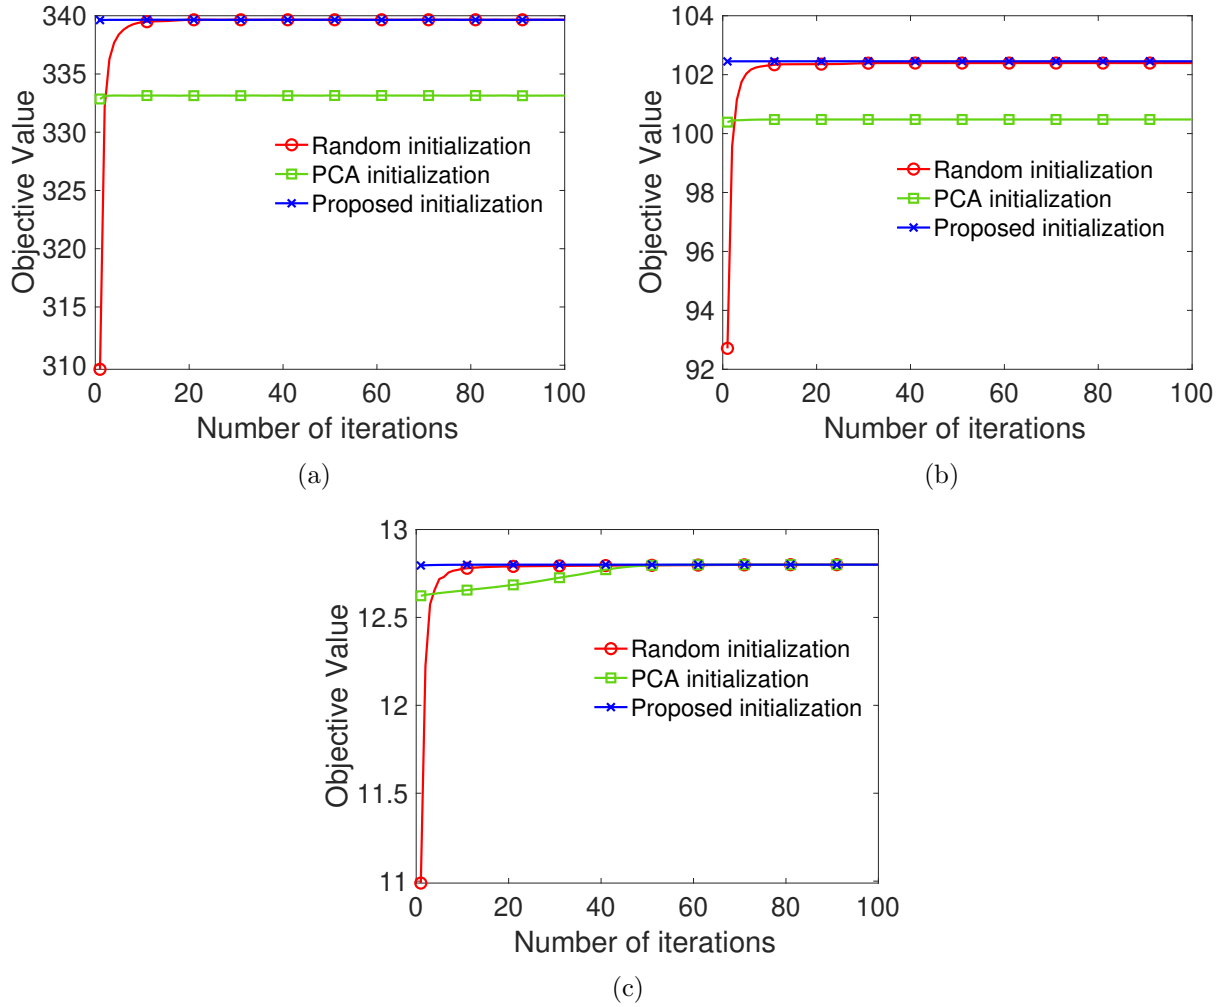 340
335
330
325
320
315
310
Objective Value
0 20 40 60 80 100
Number of iterations
Random initialization
PCA initialization
Proposed initialization
(a)
104
102
100
98
96
94
92
Objective Value
0 20 40 60 80 100
Number of iterations
Random initialization
PCA initialization
Proposed initialization
(b)
13
12.5
12
11.5
11
Objective Value
0 20 40 60 80 100
Number of iterations
Random initialization
PCA initialization
Proposed initialization
(c)